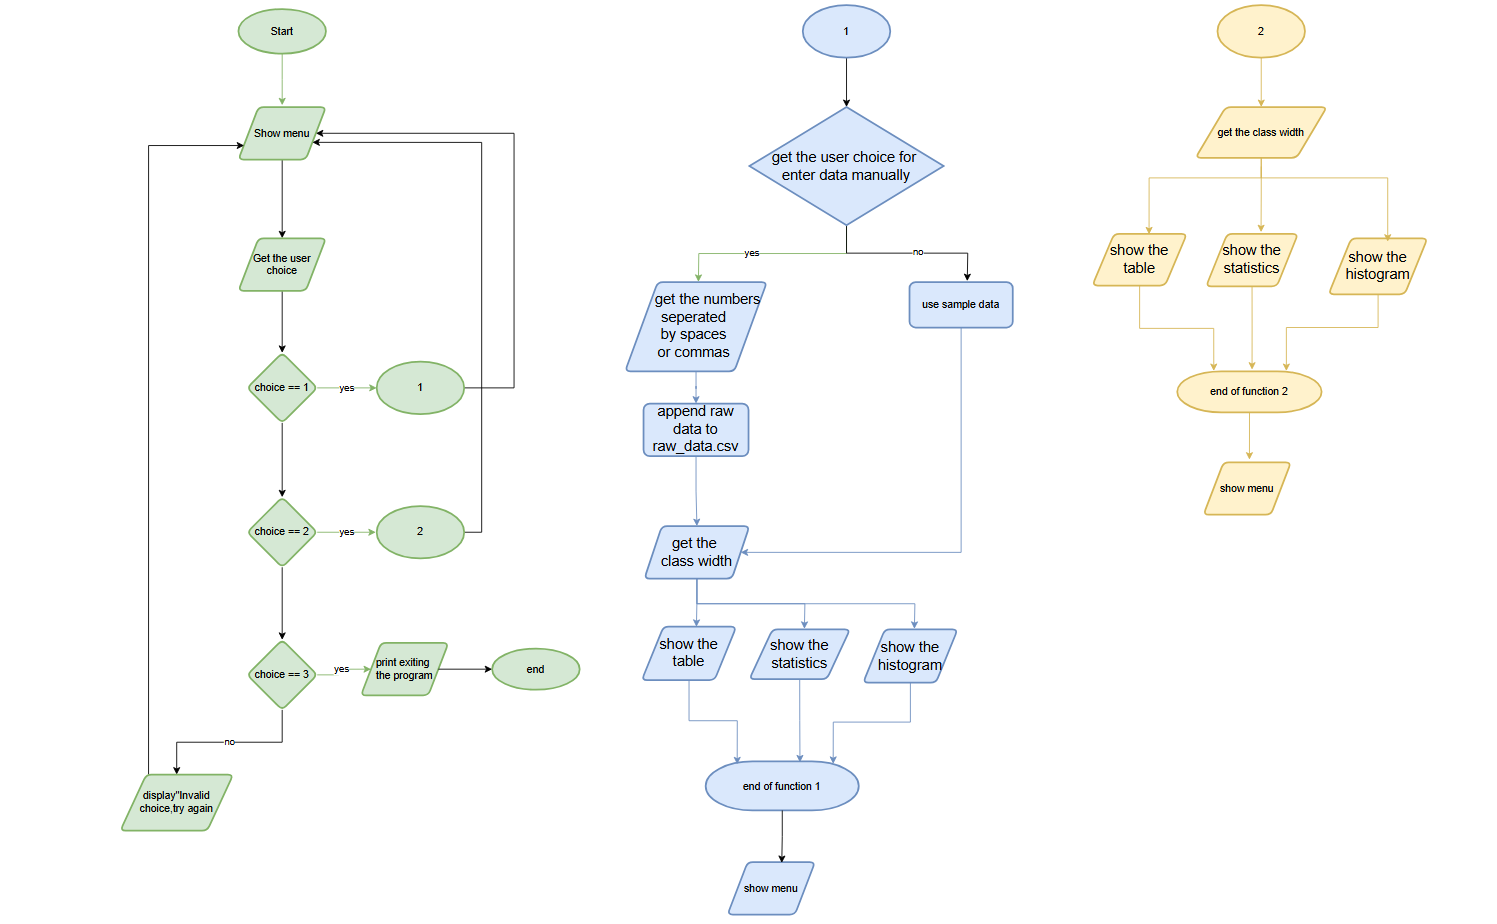 Start
Show menu
Get the user
choice
choice == 1
yes
1
choice == 2
yes
2
choice == 3
yes
print exiting
the program
end
no
display"Invalid
choice,try again
1
get the user choice for
enter data manually
yes
no
get the numbers
seperated
by spaces
or commas
use sample data
append raw
data to
raw_data.csv
get the
class width
show the
table
show the
statistics
show the
histogram
end of function 1
show menu
2
get the class width
show the
table
show the
statistics
show the
histogram
end of function 2
show menu